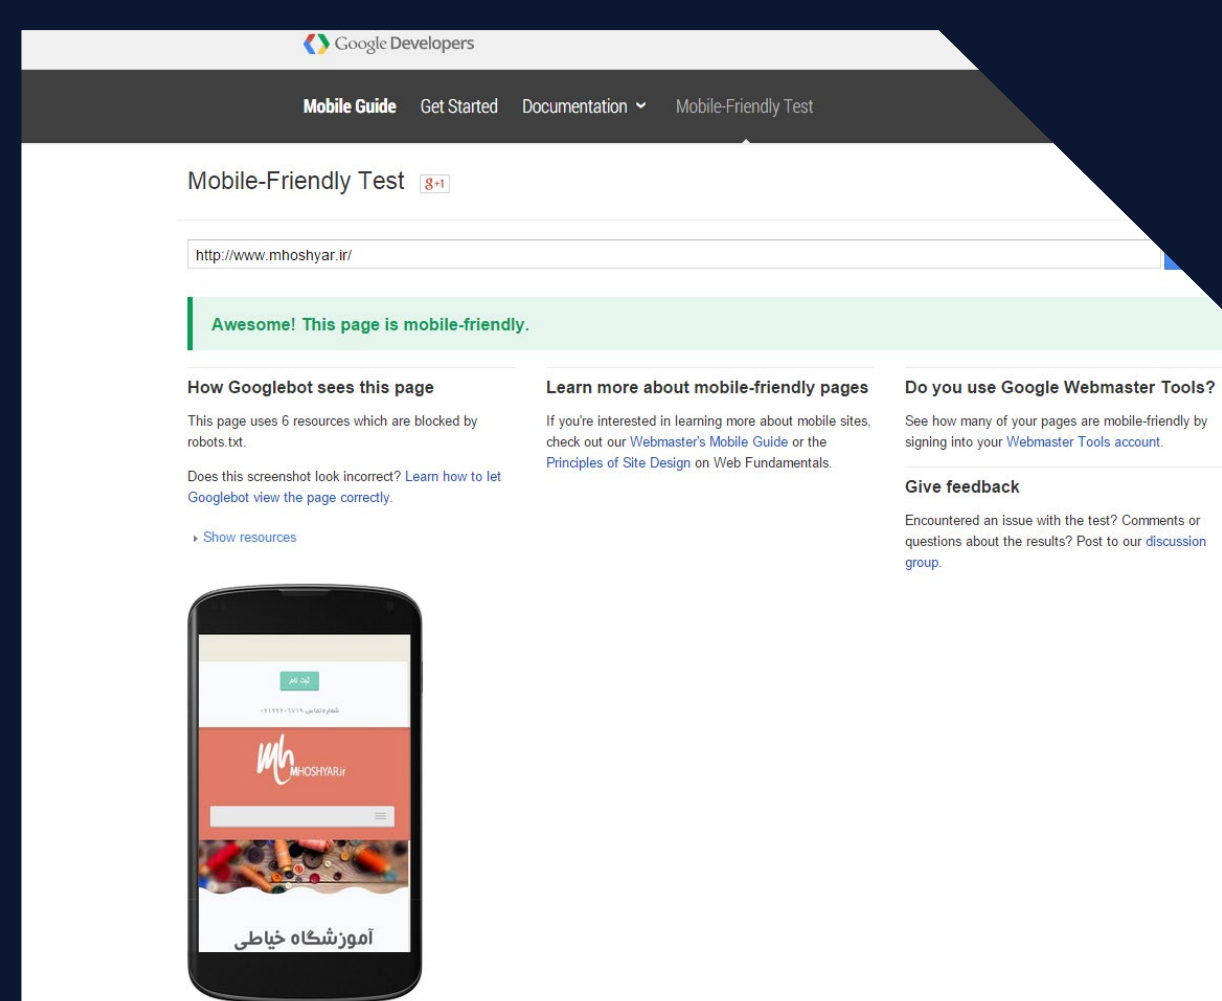 Google Developers
Mobile Guide Get Started Documentation Mobile-Friendly Test
Mobile-Friendly Test g+1
http://www.mhoshyar.ir/
Awesome! This page is mobile-friendly.
How Googlebot sees this page
This page uses 6 resources which are blocked by
robots.txt.
Does this screenshot look incorrect? Learn how to let
Googlebot view the page correctly.
Show resources
Learn more about mobile-friendly pages
If you're interested in learning more about mobile sites,
check out our Webmaster's Mobile Guide or the
Principles of Site Design on Web Fundamentals.
Do you use Google Webmaster Tools?
See how many of your pages are mobile-friendly by
signing into your Webmaster Tools account.
Give feedback
Encountered an issue with the test? Comments or
questions about the results? Post to our discussion
group.
ثبت نام
شماره تماس:
mh
MHOSHYAR.ir
آموزشگاه خیاطی